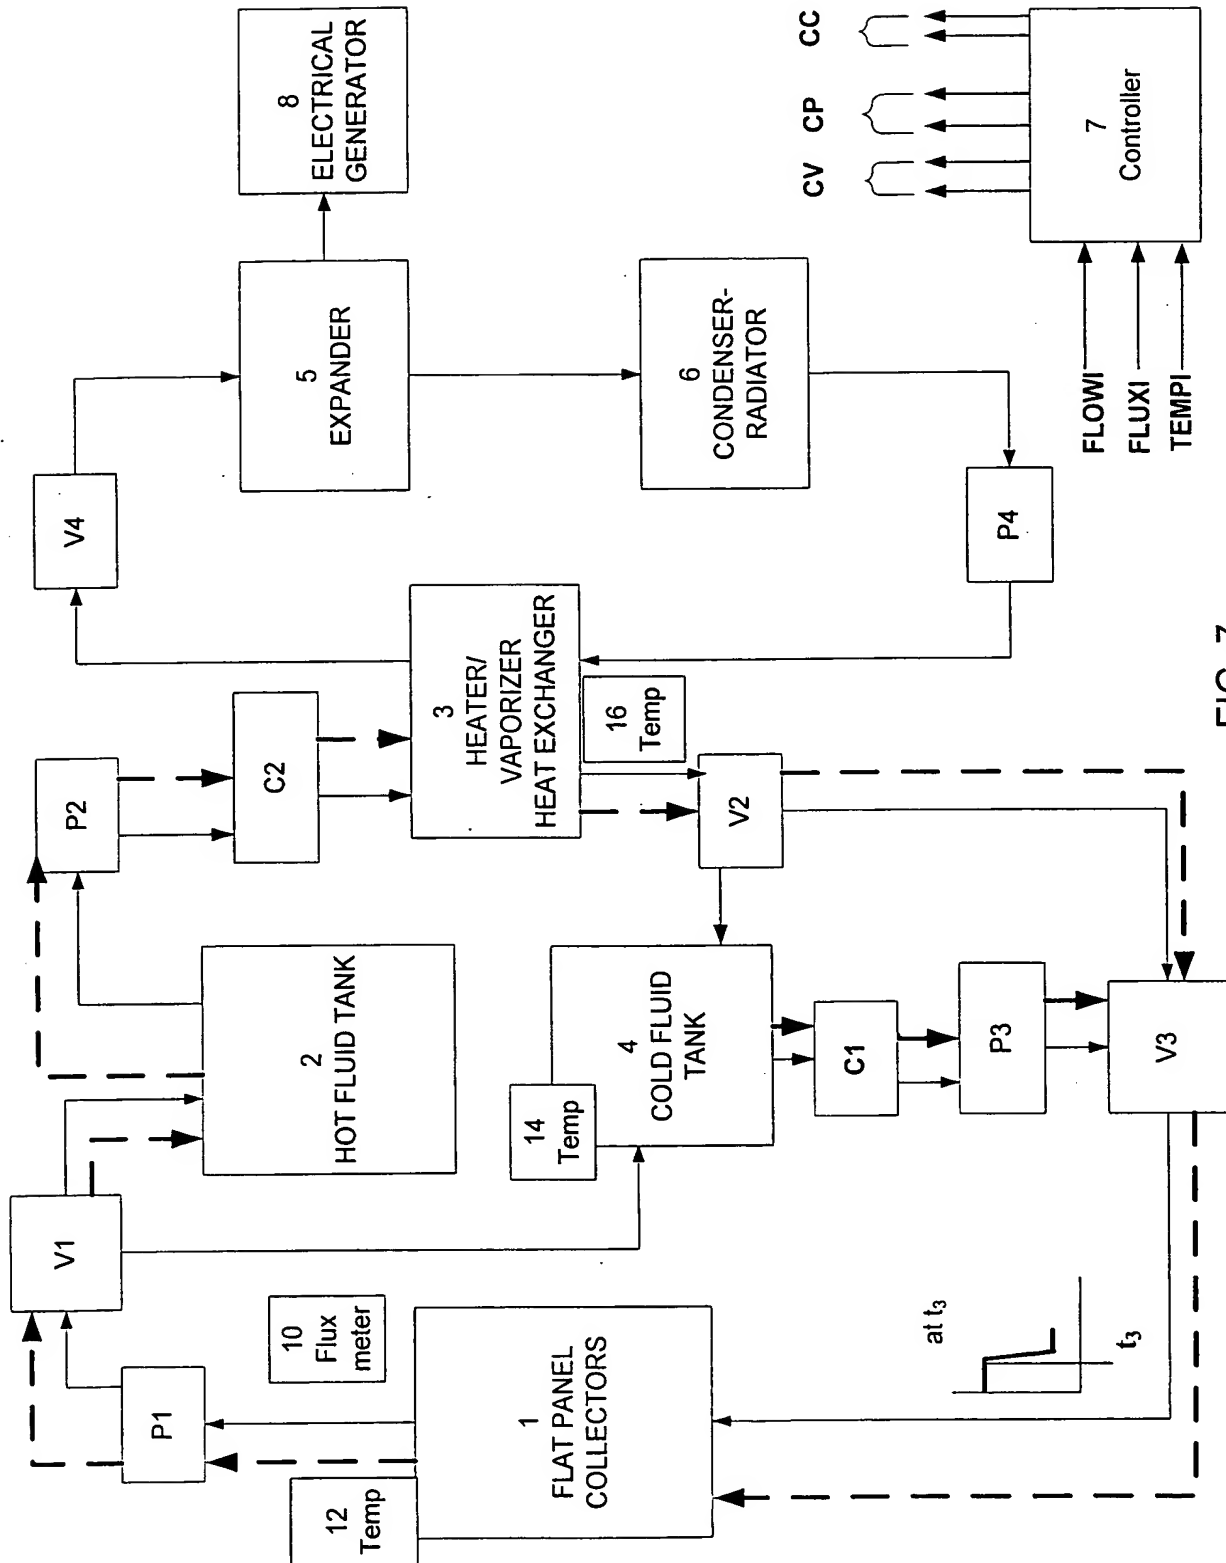 12
Temp
1
FLAT PANEL
COLLECTORS
10
Flux
meter
P1
V1
2
HOT FLUID TANK
P2
C2
3
HEATER/
VAPORIZER
HEAT EXCHANGER
16
Temp
V4
5
EXPANDER
8
ELECTRICAL
GENERATOR
6
CONDENSER-
RADIATOR
P4
V2
14
Temp
4
COLD FLUID
TANK
C1
P3
V3
at t₃
t₃
FLOWI
FLUXI
TEMPI
7
Controller
CV
CP
CC